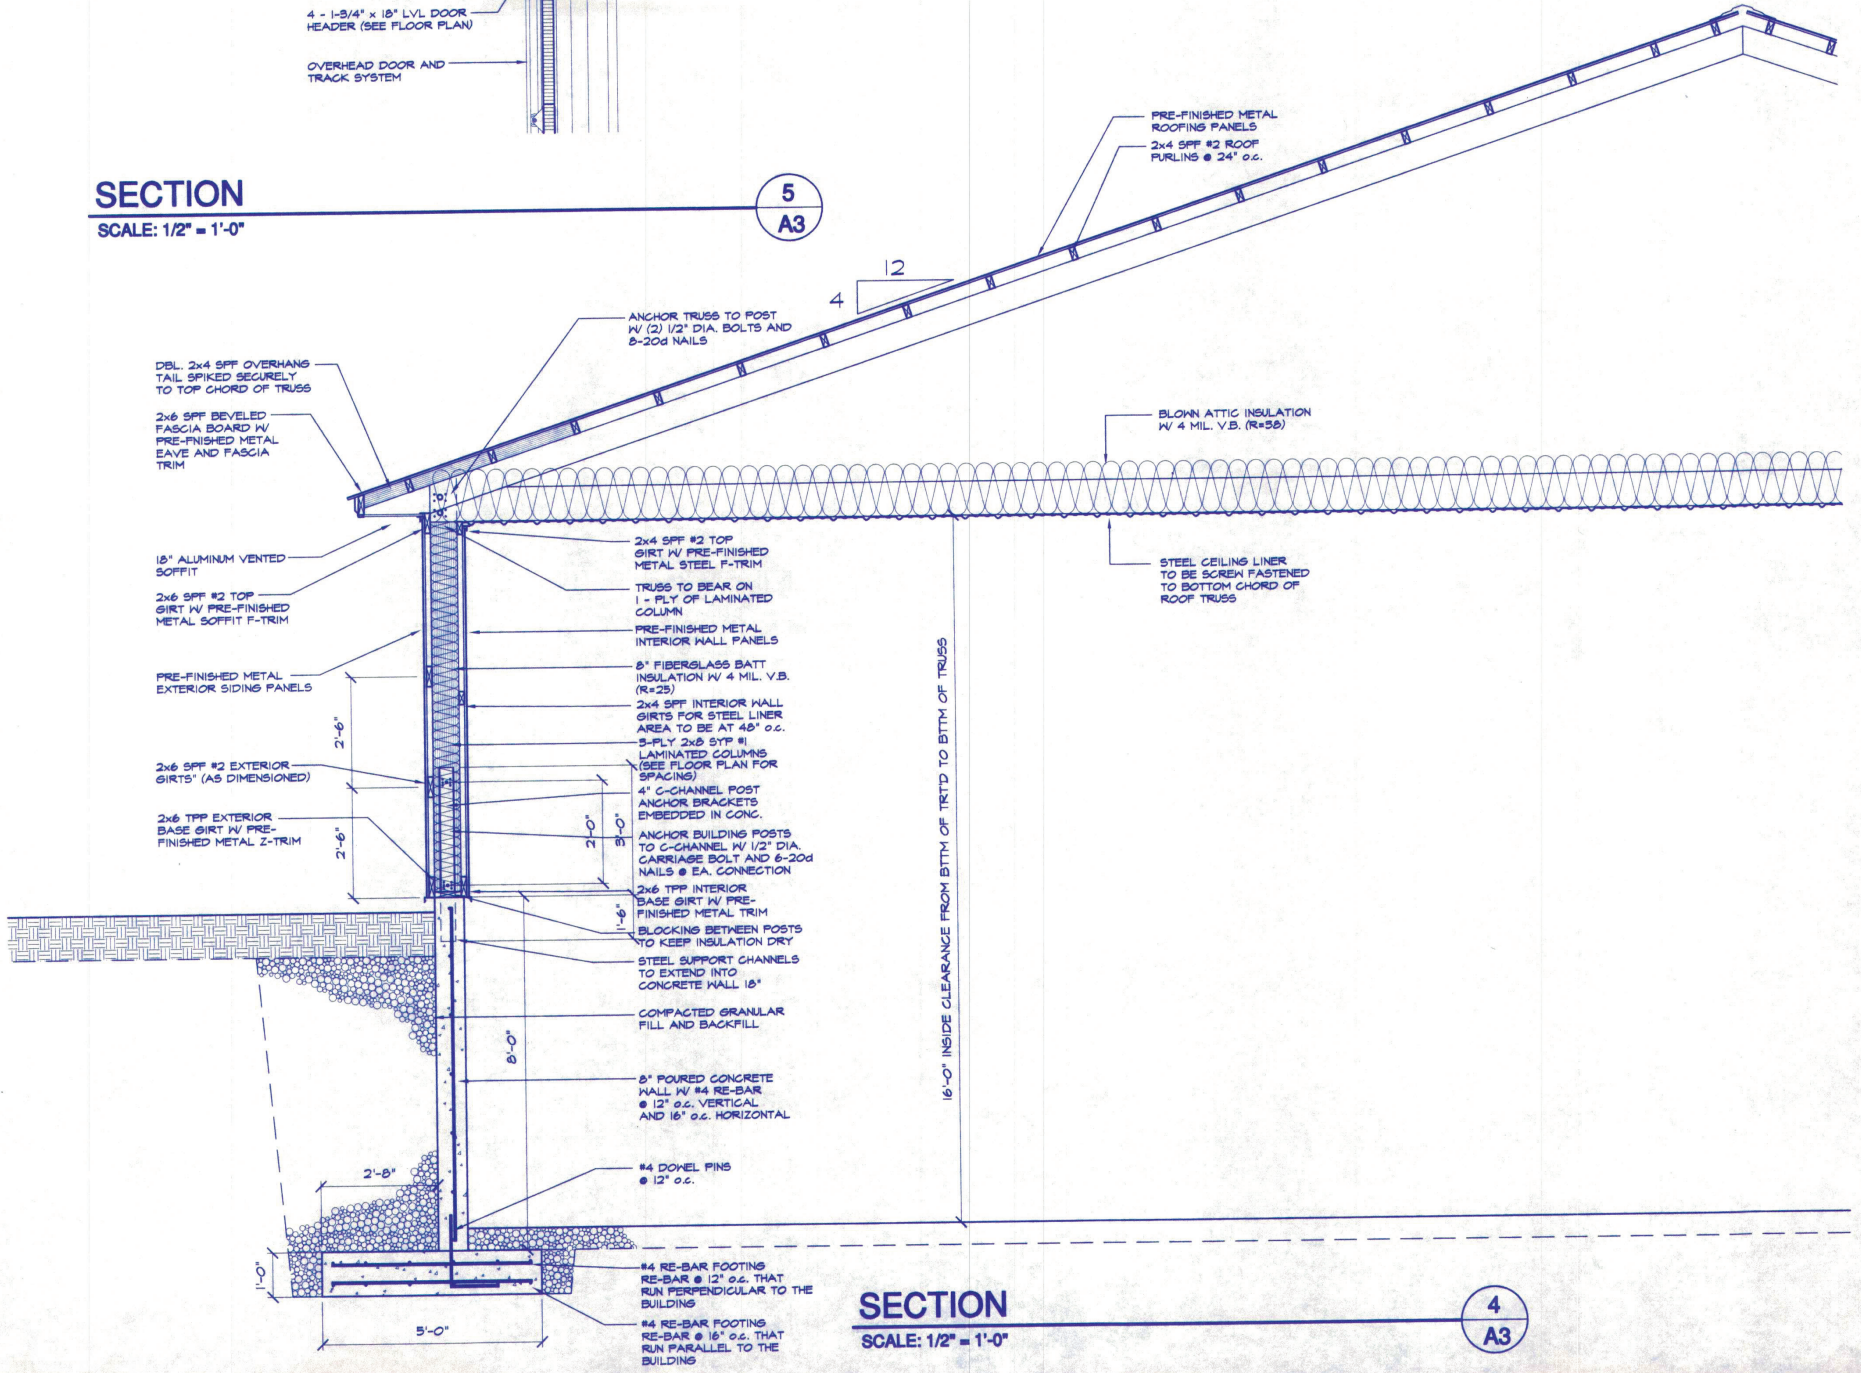 4 - 1-3/4" x 18" LVL DOOR
HEADER (SEE FLOOR PLAN)
OVERHEAD DOOR AND
TRACK SYSTEM
SECTION
SCALE: 1/2" = 1'-0"
5
A3
PRE-FINISHED METAL
ROOFING PANELS
2x4 SPF #2 ROOF
PURLINS @ 24" o.c.
12
4
ANCHOR TRUSS TO POST
W/ (2) 1/2" DIA. BOLTS AND
8-20d NAILS
DBL. 2x4 SPF OVERHANG
TAIL SPIKED SECURELY
TO TOP CHORD OF TRUSS
2x6 SPF BEVELED
FASCIA BOARD W/
PRE-FNISHED METAL
EAVE AND FASCIA
TRIM
18" ALUMINUM VENTED
SOFFIT
2x6 SPF #2 TOP
GIRT W/ PRE-FINISHED
METAL SOFFIT F-TRIM
PRE-FINISHED METAL
EXTERIOR SIDING PANELS
2x6 SPF #2 EXTERIOR
GIRTS" (AS DIMENSIONED)
2x6 TPP EXTERIOR
BASE GIRT W/ PRE-
FINISHED METAL Z-TRIM
2'-6"
2'-6"
BLOWN ATTIC INSULATION
W/ 4 MIL. V.B. (R=38)
STEEL CEILING LINER
TO BE SCREW FASTENED
TO BOTTOM CHORD OF
ROOF TRUSS
2x4 SPF #2 TOP
GIRT W/ PRE-FINISHED
METAL STEEL F-TRIM
TRUSS TO BEAR ON
1 - PLY OF LAMINATED
COLUMN
PRE-FINISHED METAL
INTERIOR WALL PANELS
8" FIBERGLASS BATT
INSULATION W/ 4 MIL. V.B.
(R=25)
2x4 SPF INTERIOR WALL
GIRTS FOR STEEL LINER
AREA TO BE AT 48" o.c.
3-PLY 2x8 SYP #1
LAMINATED COLUMNS
(SEE FLOOR PLAN FOR
SPACING)
4" C-CHANNEL POST
ANCHOR BRACKETS
EMBEDDED IN CONC.
ANCHOR BUILDING POSTS
TO C-CHANNEL W/ 1/2" DIA.
CARRIAGE BOLT AND 6-20d
NAILS @ EA. CONNECTION
2x6 TPP INTERIOR
BASE GIRT W/ PRE-
FINISHED METAL TRIM
BLOCKING BETWEEN POSTS
TO KEEP INSULATION DRY
STEEL SUPPORT CHANNELS
TO EXTEND INTO
CONCRETE WALL 18"
COMPACTED GRANULAR
FILL AND BACKFILL
8" POURED CONCRETE
WALL W/ #4 RE-BAR
@ 12" o.c. VERTICAL
AND 16" o.c. HORIZONTAL
#4 DOWEL PINS
@ 12" o.c.
#4 RE-BAR FOOTING
RE-BAR @ 12" o.c. THAT
RUN PERPENDICULAR TO THE
BUILDING
#4 RE-BAR FOOTING
RE-BAR @ 16" o.c. THAT
RUN PARALLEL TO THE
BUILDING
2'-0"
3'-0"
1'-6"
8'-0"
16'-0" INSIDE CLEARANCE FROM BTTM OF TRTD TO BTTM OF TRUSS
2'-8"
1'-0"
5'-0"
SECTION
SCALE: 1/2" = 1'-0"
4
A3